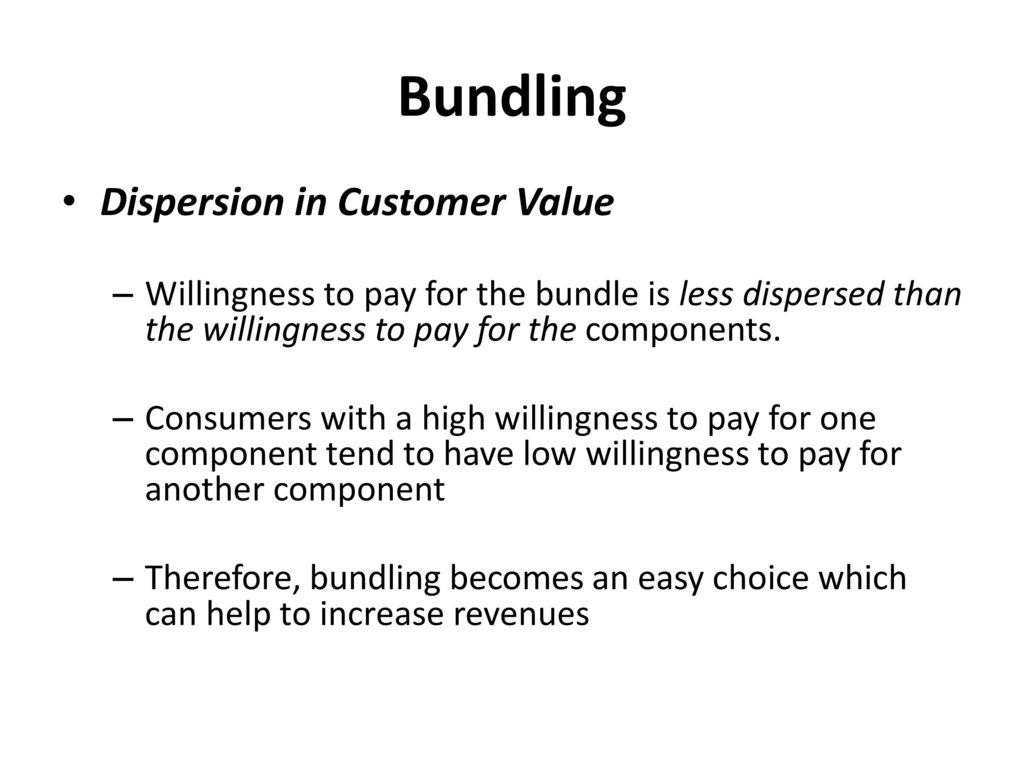 Bundling
• Dispersion in Customer Value
– Willingness to pay for the bundle is less dispersed than
the willingness to pay for the components.
– Consumers with a high willingness to pay for one
component tend to have low willingness to pay for
another component
– Therefore, bundling becomes an easy choice which
can help to increase revenues